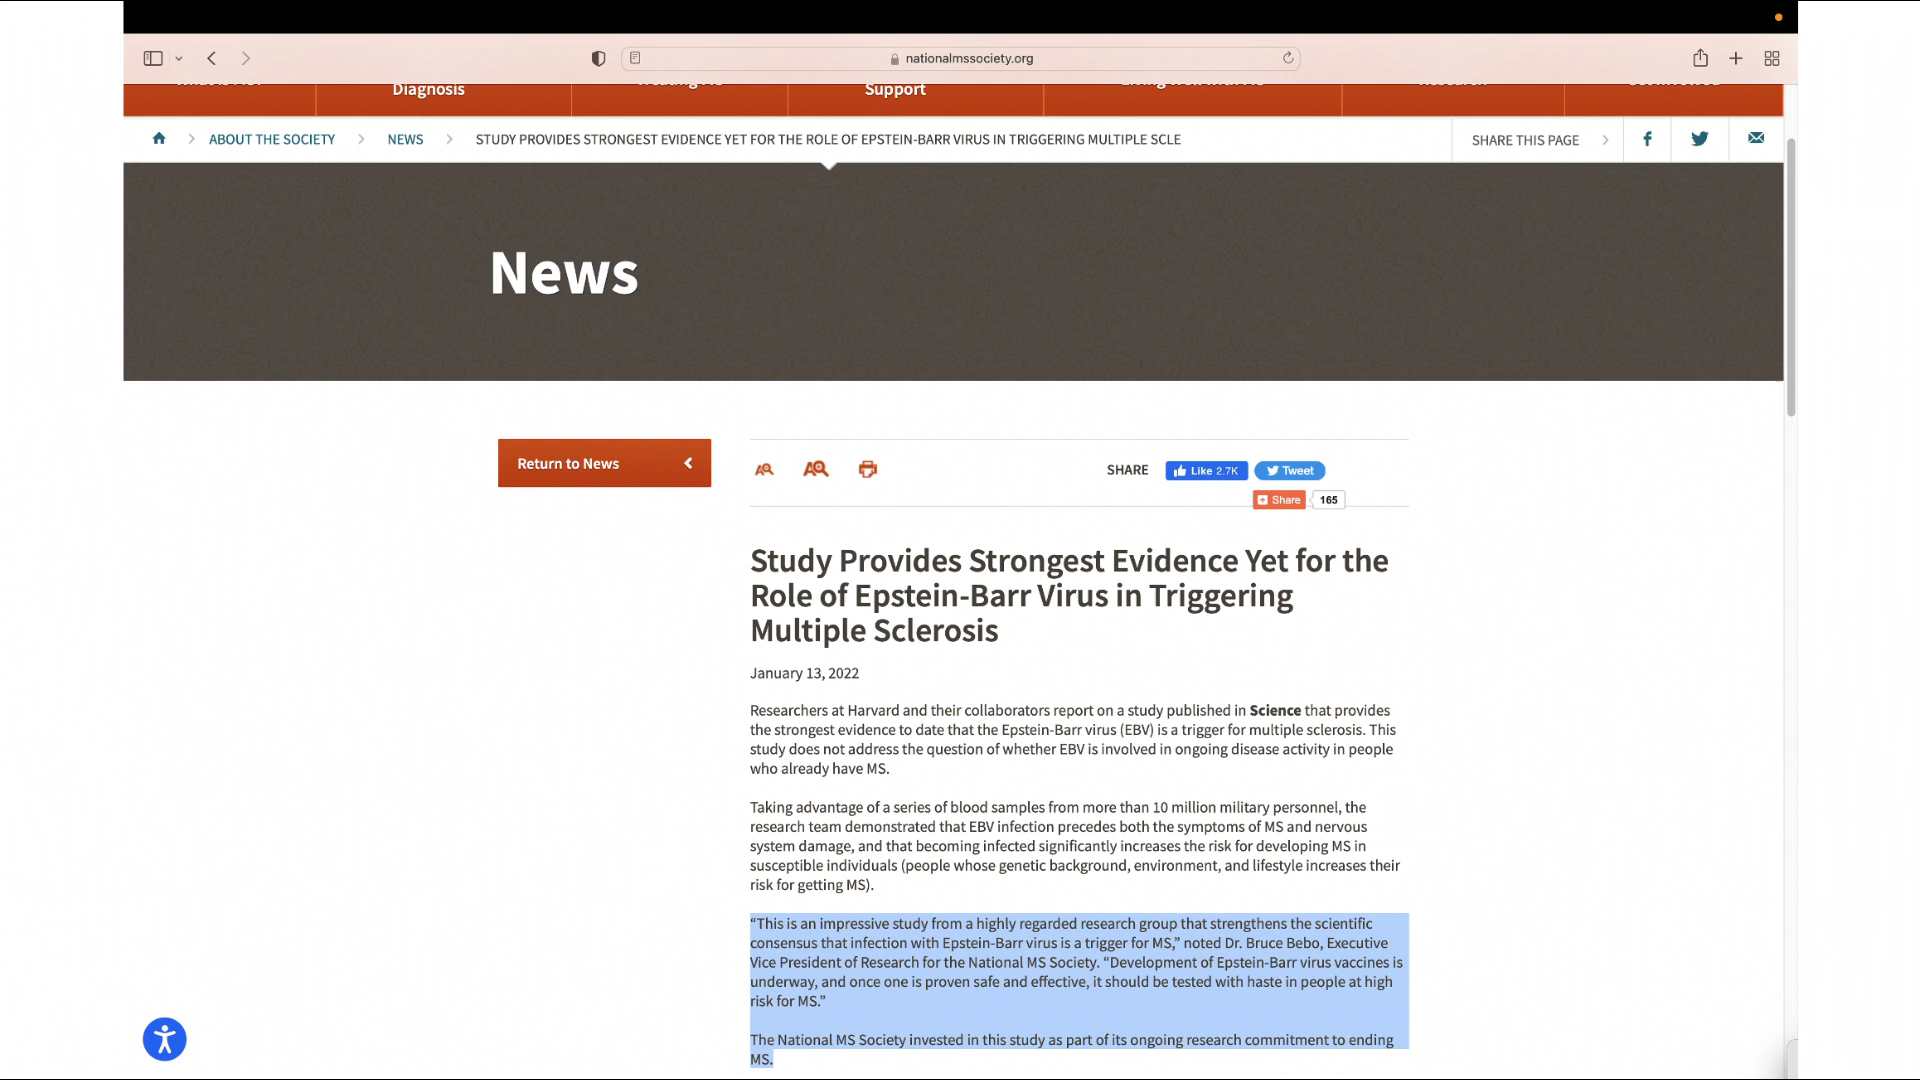 nationalmssociety.org
Diagnosis
Support
ABOUT THE SOCIETY
NEWS
STUDY PROVIDES STRONGEST EVIDENCE YET FOR THE ROLE OF EPSTEIN-BARR VIRUS IN TRIGGERING MULTIPLE SCLE
SHARE THIS PAGE
News
Return to News
SHARE
Like 2.7K
Tweet
Share
165
Study Provides Strongest Evidence Yet for the
Role of Epstein-Barr Virus in Triggering
Multiple Sclerosis
January 13, 2022
Researchers at Harvard and their collaborators report on a study published in Science that provides
the strongest evidence to date that the Epstein-Barr virus (EBV) is a trigger for multiple sclerosis. This
study does not address the question of whether EBV is involved in ongoing disease activity in people
who already have MS.
Taking advantage of a series of blood samples from more than 10 million military personnel, the
research team demonstrated that EBV infection precedes both the symptoms of MS and nervous
system damage, and that becoming infected significantly increases the risk for developing MS in
susceptible individuals (people whose genetic background, environment, and lifestyle increases their
risk for getting MS).
“This is an impressive study from a highly regarded research group that strengthens the scientific
consensus that infection with Epstein-Barr virus is a trigger for MS,” noted Dr. Bruce Bebo, Executive
Vice President of Research for the National MS Society. “Development of Epstein-Barr virus vaccines is
underway, and once one is proven safe and effective, it should be tested with haste in people at high
risk for MS.”
The National MS Society invested in this study as part of its ongoing research commitment to ending
MS.